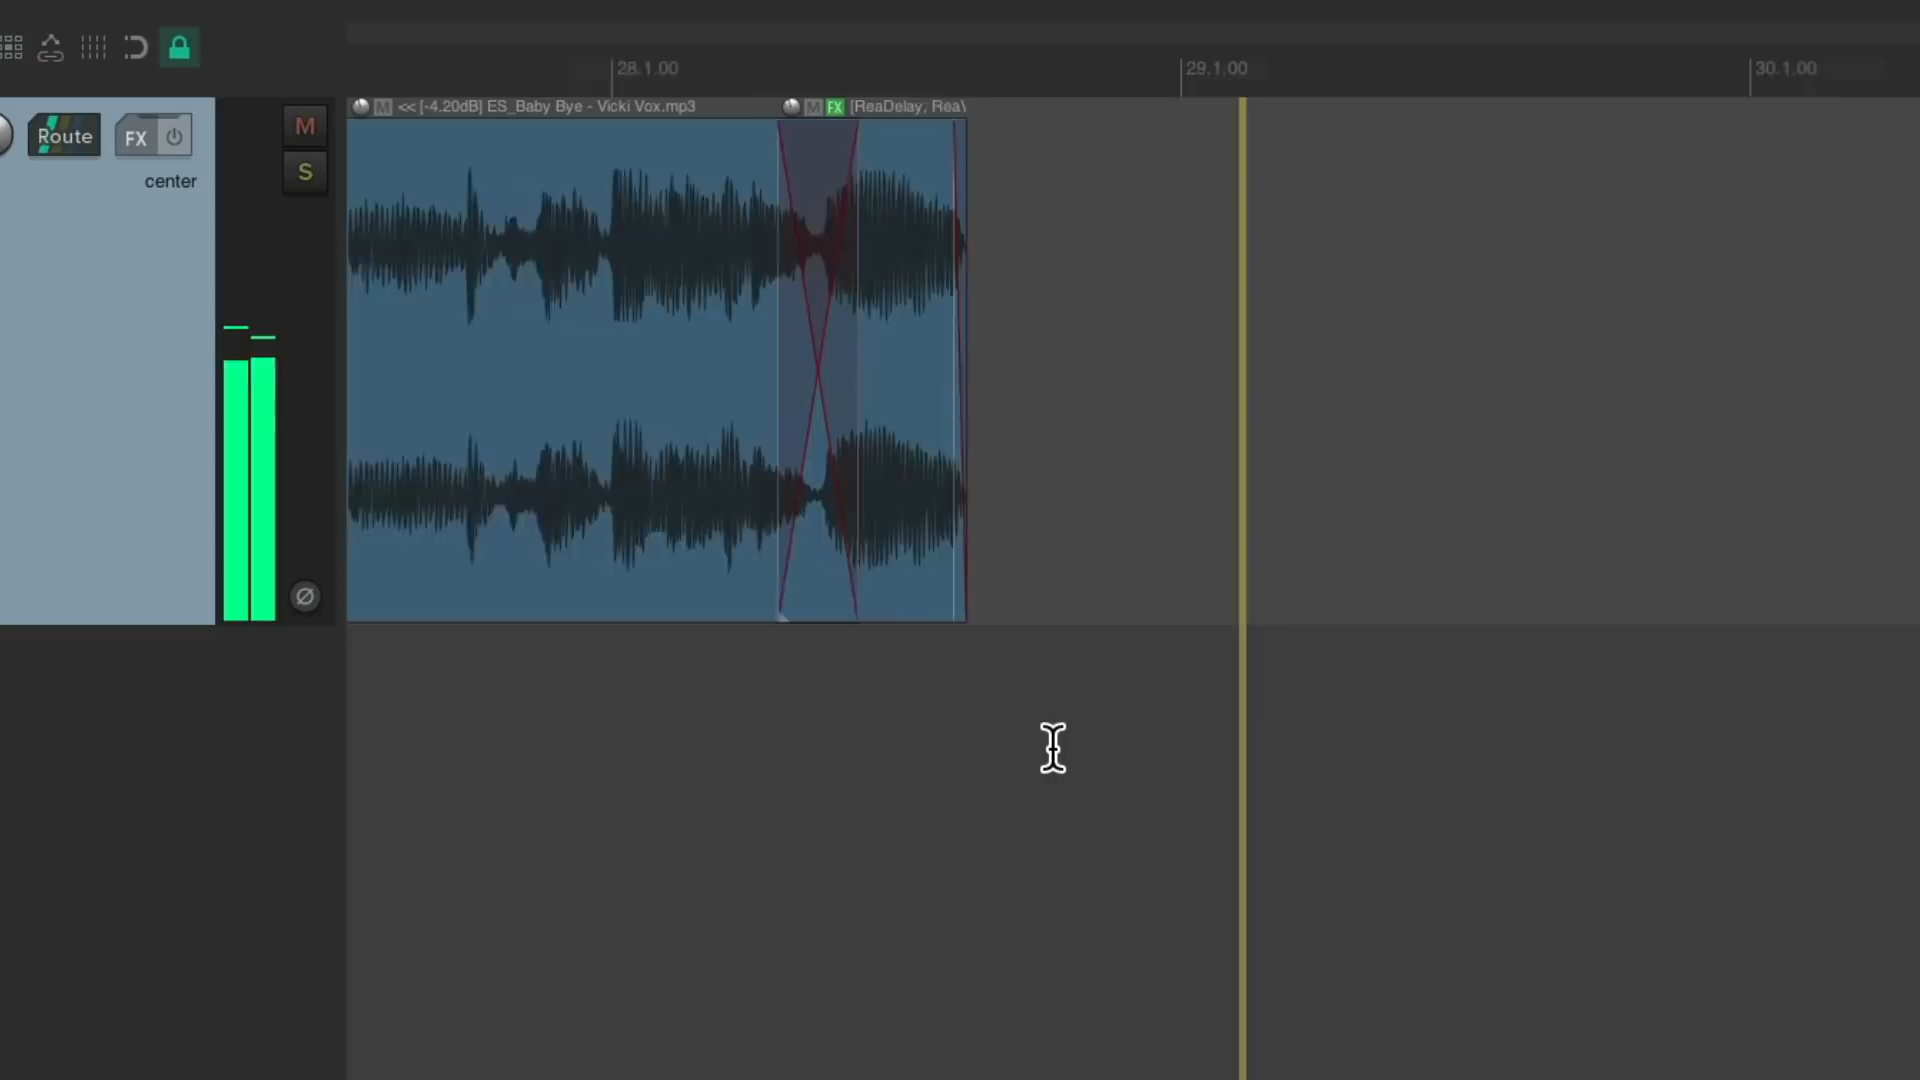 28.1.00
29.1.00
30.1.00
M << [-4.20dB] ES_Baby Bye - Vicki Vox.mp3
M FX [ReaDelay, Rea\
Route
FX
center
M
S